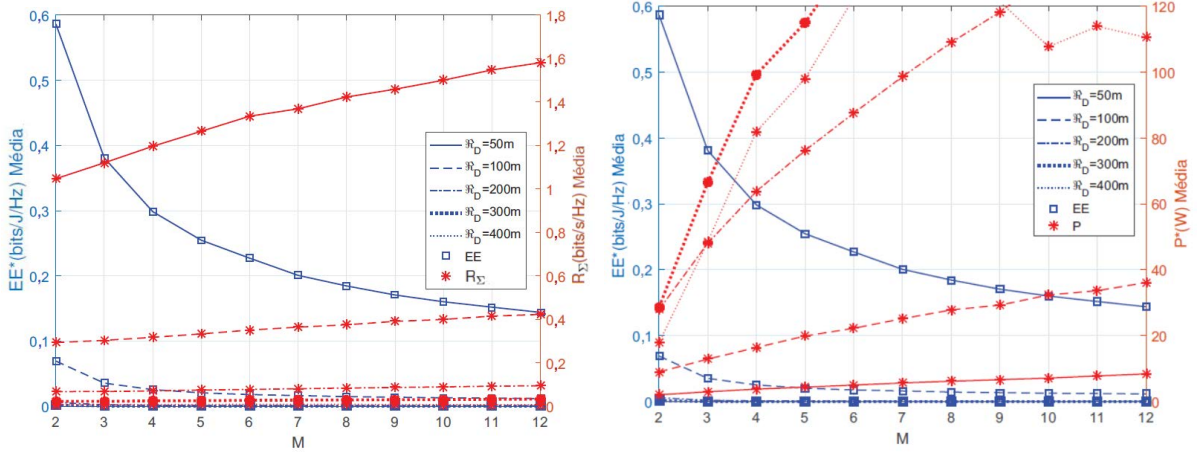 EE*(bits/J/Hz) Média
0,6
0,5
0,4
0,3
0,2
0,1
0
2 3 4 5 6 7 8 9 10 11 12
M
1,8
1,6
1,4
1,2
1
0,8
0,6
0,4
0,2
0
R_Σ(bits/s/Hz) Média
ℜ_D=50m
ℜ_D=100m
ℜ_D=200m
ℜ_D=300m
ℜ_D=400m
EE
R_Σ
EE*(bits/J/Hz) Média
0,6
0,5
0,4
0,3
0,2
0,1
0
2 3 4 5 6 7 8 9 10 11 12
M
120
100
80
60
40
20
0
P*(W) Média
ℜ_D=50m
ℜ_D=100m
ℜ_D=200m
ℜ_D=300m
ℜ_D=400m
EE
P